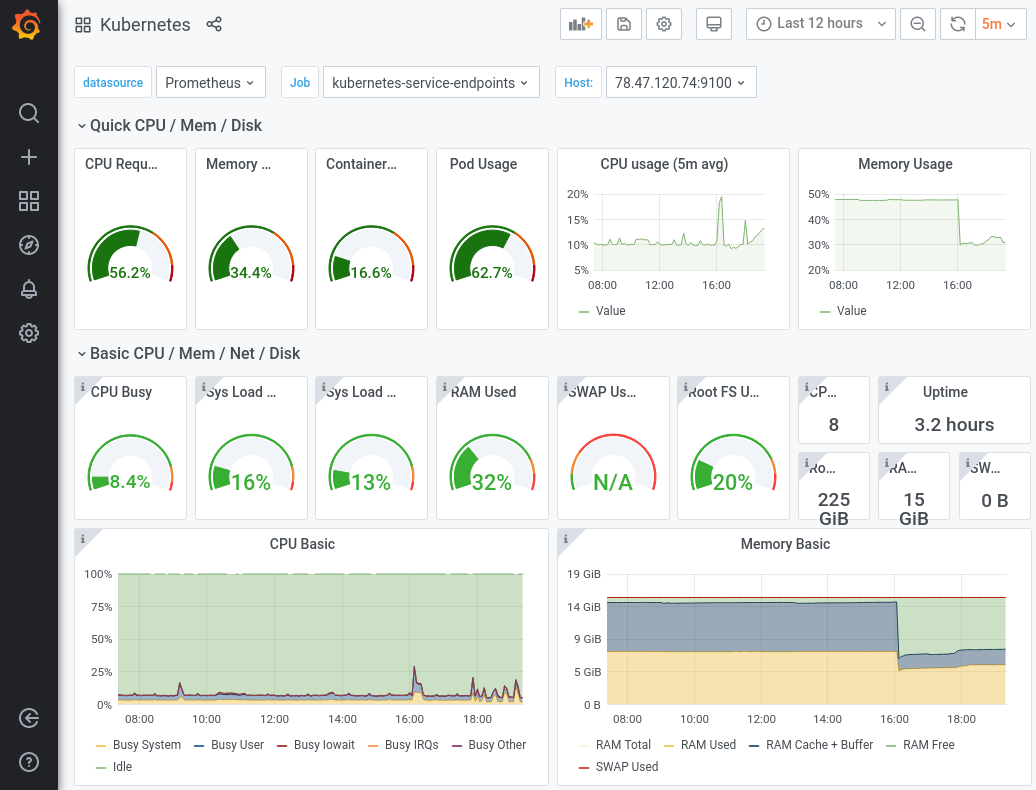 Kubernetes
Last 12 hours
5m
datasource Prometheus Job kubernetes-service-endpoints Host: 78.47.120.74:9100
Quick CPU / Mem / Disk
CPU Requ... Memory ... Container... Pod Usage CPU usage (5m avg) Memory Usage
56.2% 34.4% 16.6% 62.7%
20%
15%
10%
5%
08:00 12:00 16:00
Value
50%
40%
30%
20%
08:00 12:00 16:00
Value
Basic CPU / Mem / Net / Disk
CPU Busy Sys Load ... Sys Load ... RAM Used SWAP Us... Root FS U... CP... Uptime
8.4% 16% 13% 32% N/A 20%
8 3.2 hours
Ro... RA... SW...
225 GiB
15 GiB
0 B
CPU Basic
100%
75%
50%
25%
0%
08:00 10:00 12:00 14:00 16:00 18:00
Busy System Busy User Busy Iowait Busy IRQs Busy Other
Idle
Memory Basic
19 GiB
14 GiB
9 GiB
5 GiB
0 B
08:00 10:00 12:00 14:00 16:00 18:00
RAM Total RAM Used RAM Cache + Buffer RAM Free
SWAP Used